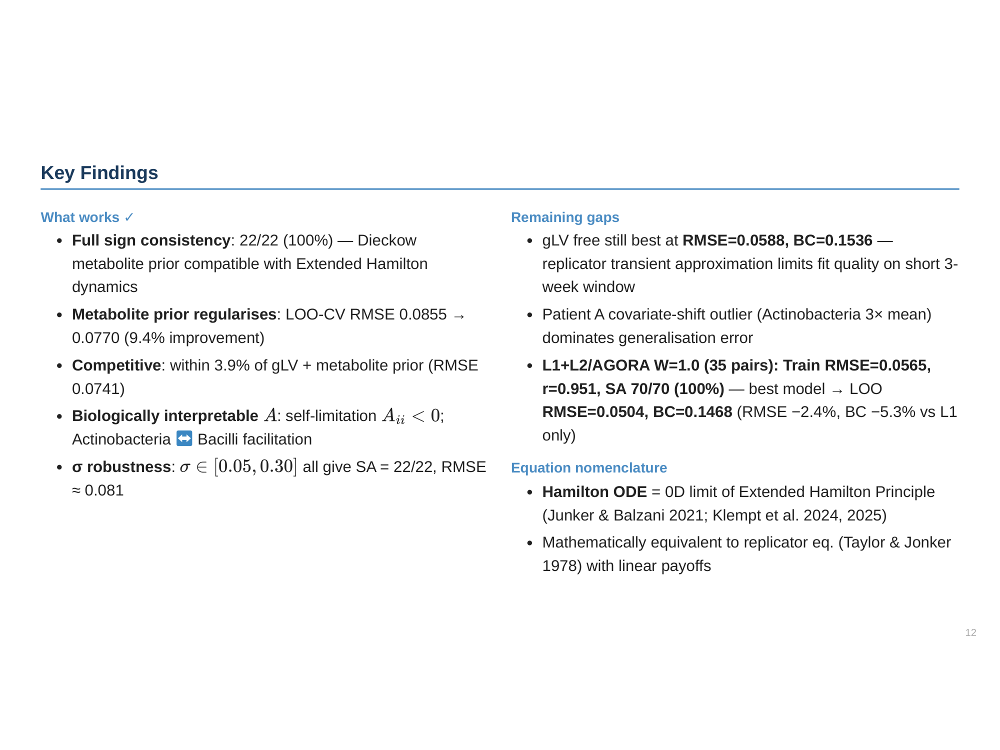 Key Findings
What works ✓
• Full sign consistency: 22/22 (100%) — Dieckow
metabolite prior compatible with Extended Hamilton
dynamics
• Metabolite prior regularises: LOO-CV RMSE 0.0855 →
0.0770 (9.4% improvement)
• Competitive: within 3.9% of gLV + metabolite prior (RMSE
0.0741)
• Biologically interpretable A: self-limitation A_{ii} < 0;
Actinobacteria ↔️ Bacilli facilitation
• σ robustness: σ ∈ [0.05, 0.30] all give SA = 22/22, RMSE
≈ 0.081
Remaining gaps
• gLV free still best at RMSE=0.0588, BC=0.1536 —
replicator transient approximation limits fit quality on short 3-
week window
• Patient A covariate-shift outlier (Actinobacteria 3× mean)
dominates generalisation error
• L1+L2/AGORA W=1.0 (35 pairs): Train RMSE=0.0565,
r=0.951, SA 70/70 (100%) — best model → LOO
RMSE=0.0504, BC=0.1468 (RMSE −2.4%, BC −5.3% vs L1
only)
Equation nomenclature
• Hamilton ODE = 0D limit of Extended Hamilton Principle
(Junker & Balzani 2021; Klempt et al. 2024, 2025)
• Mathematically equivalent to replicator eq. (Taylor & Jonker
1978) with linear payoffs
12